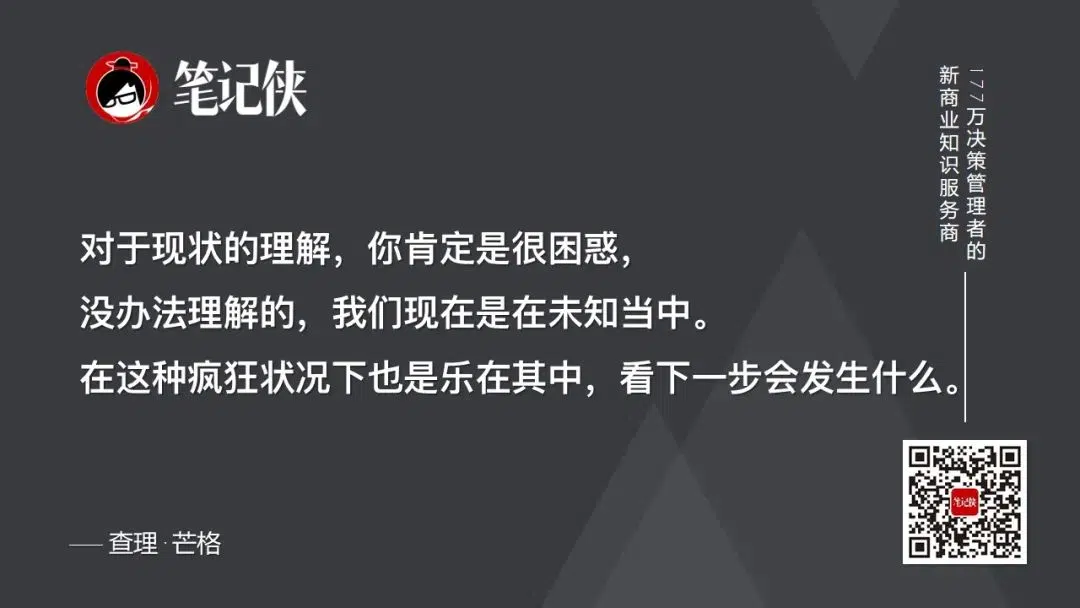 笔记侠
177万决策管理者的
新商业知识服务商
对于现状的理解，你肯定是很困惑，
没办法理解的，我们现在是在未知当中。
在这种疯狂状况下也是乐在其中，看下一步会发生什么。
—— 查理·芒格
笔记侠